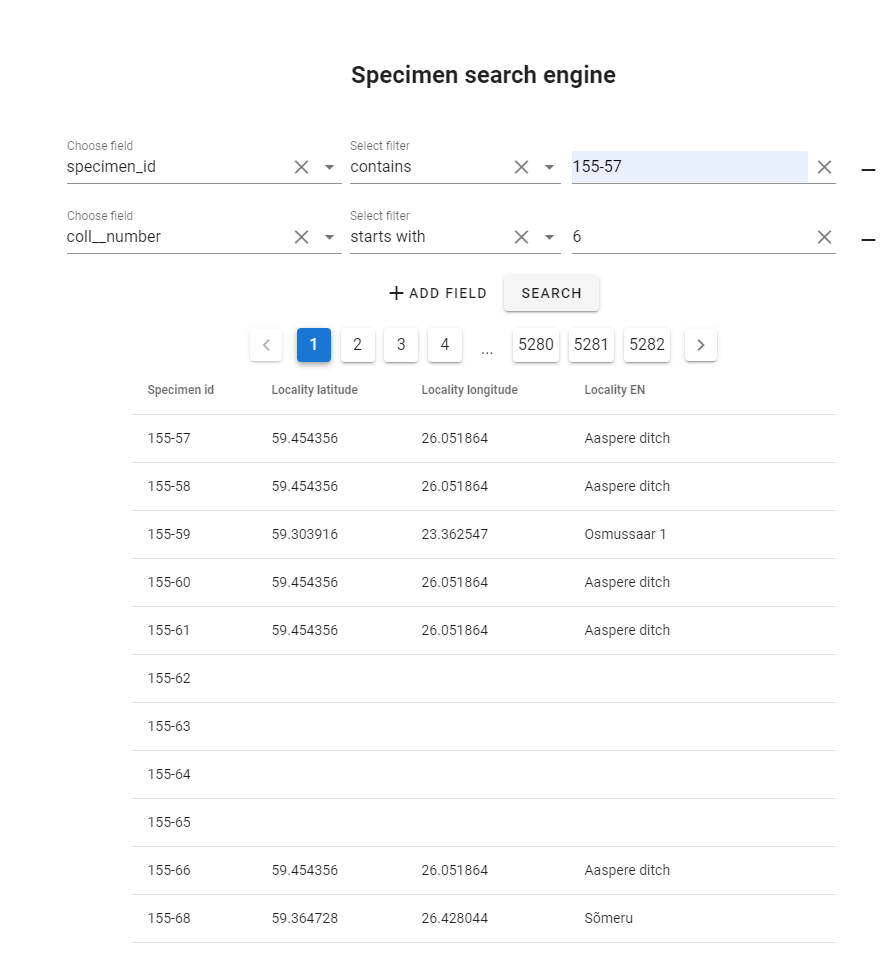 Specimen search engine
Choose field Select filter
specimen_id contains 155-57
Choose field Select filter
coll__number starts with 6
ADD FIELD SEARCH
1 2 3 4 ... 5280 5281 5282
Specimen id Locality latitude Locality longitude Locality EN
155-57 59.454356 26.051864 Aaspere ditch
155-58 59.454356 26.051864 Aaspere ditch
155-59 59.303916 23.362547 Osmussaar 1
155-60 59.454356 26.051864 Aaspere ditch
155-61 59.454356 26.051864 Aaspere ditch
155-62
155-63
155-64
155-65
155-66 59.454356 26.051864 Aaspere ditch
155-68 59.364728 26.428044 Sõmeru